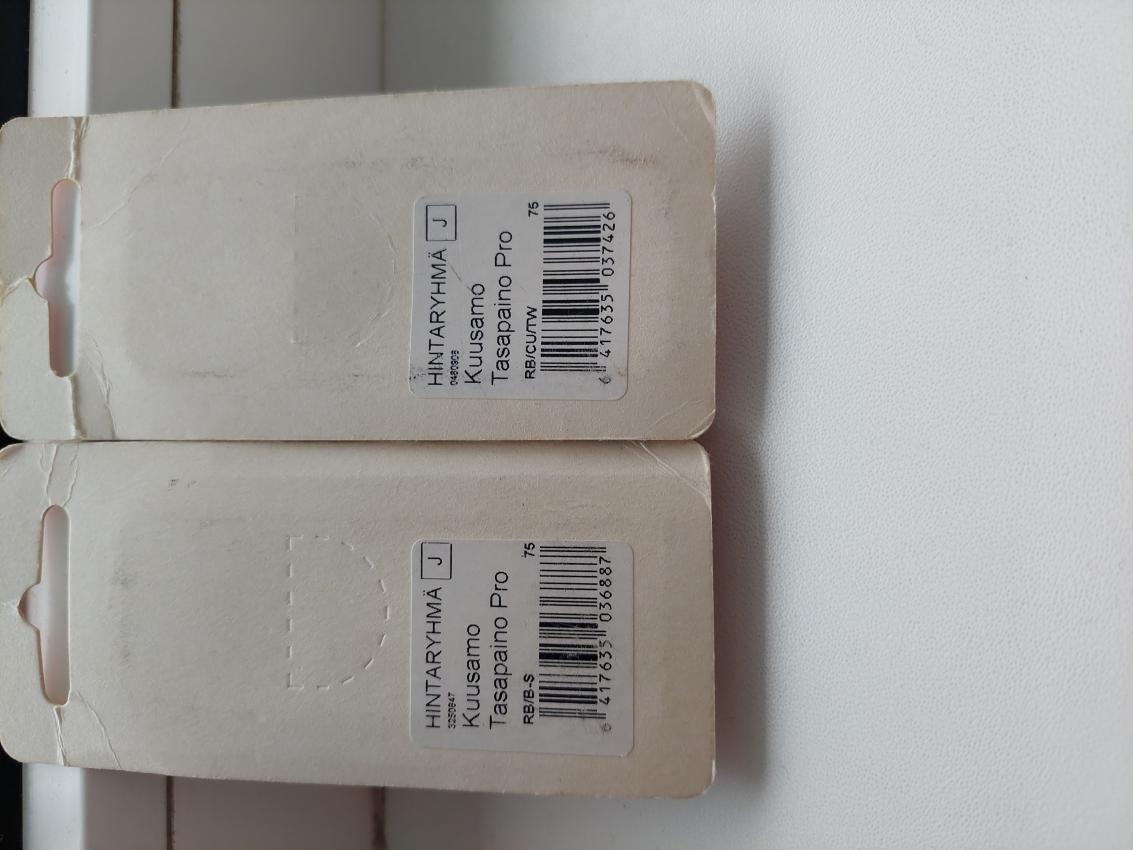 HINTARYHMÄ J
0480908
Kuusamo
Tasapaino Pro
RB/CU/TW 75
6 417635 037426
HINTARYHMÄ J
3250847
Kuusamo
Tasapaino Pro
RB/B-S 75
6 417635 036887